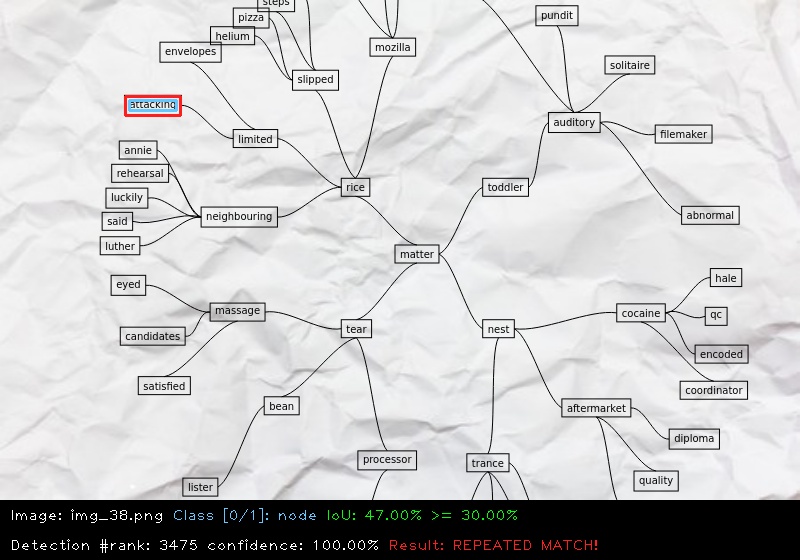 steps
pizza
pundit
helium
envelopes
mozilla
solitaire
slipped
attacking
auditory
filemaker
limited
annie
rehearsal
rice
toddler
luckily
said
neighbouring
abnormal
luther
matter
eyed
hale
massage
cocaine
qc
candidates
tear
nest
encoded
satisfied
coordinator
bean
aftermarket
diploma
processor
trance
quality
lister
Image: img_38.png Class [0/1]: node IoU: 47.00% >= 30.00%
Detection #rank: 3475 confidence: 100.00% Result: REPEATED MATCH!